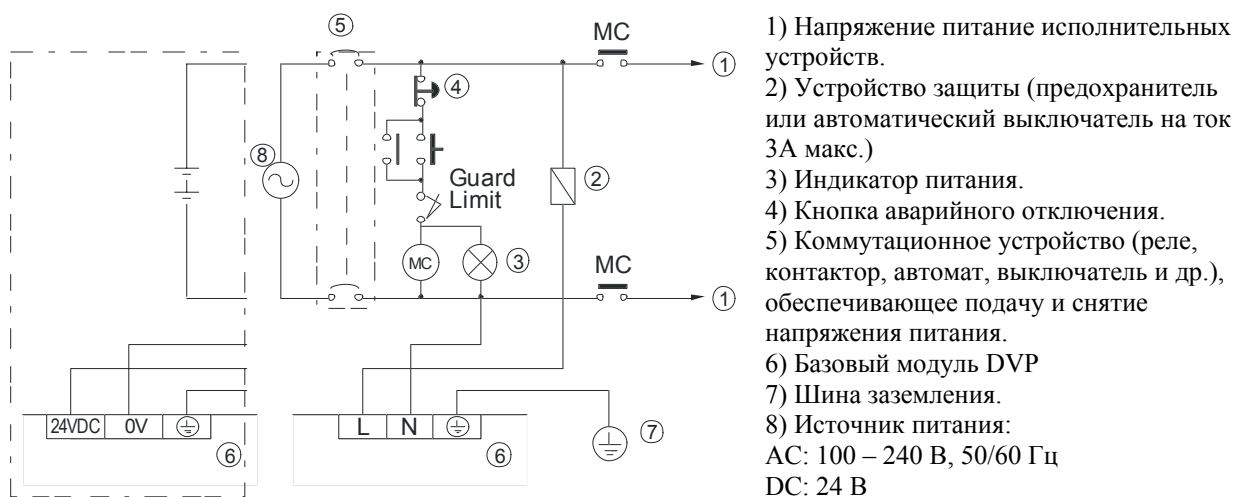 ⑤
MC
①
④
⑧
Guard
Limit
②
MC
③
MC
①
24VDC 0V
⑥
L N
⑥
⑦
1) Напряжение питание исполнительных
устройств.
2) Устройство защиты (предохранитель
или автоматический выключатель на ток
3А макс.)
3) Индикатор питания.
4) Кнопка аварийного отключения.
5) Коммутационное устройство (реле,
контактор, автомат, выключатель и др.),
обеспечивающее подачу и снятие
напряжения питания.
6) Базовый модуль DVP
7) Шина заземления.
8) Источник питания:
AC: 100 – 240 В, 50/60 Гц
DC: 24 В